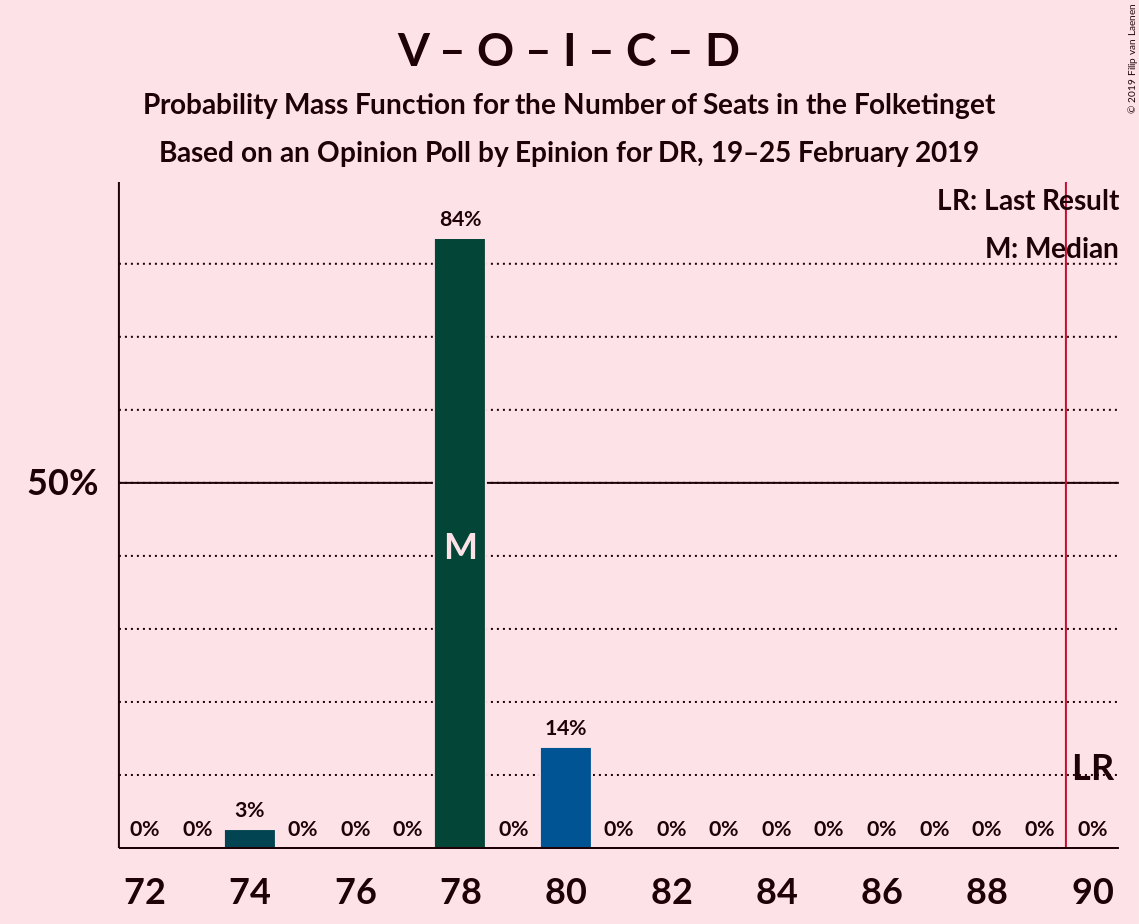 V – O – I – C – D
Probability Mass Function for the Number of Seats in the Folketinget
Based on an Opinion Poll by Epinion for DR, 19–25 February 2019
© 2019 Filip van Laenen
LR: Last Result
M: Median
84%
50%
M
14%
LR
3%
0% 0% 0% 0% 0% 0% 0% 0% 0% 0% 0% 0% 0% 0% 0% 0%
72 74 76 78 80 82 84 86 88 90